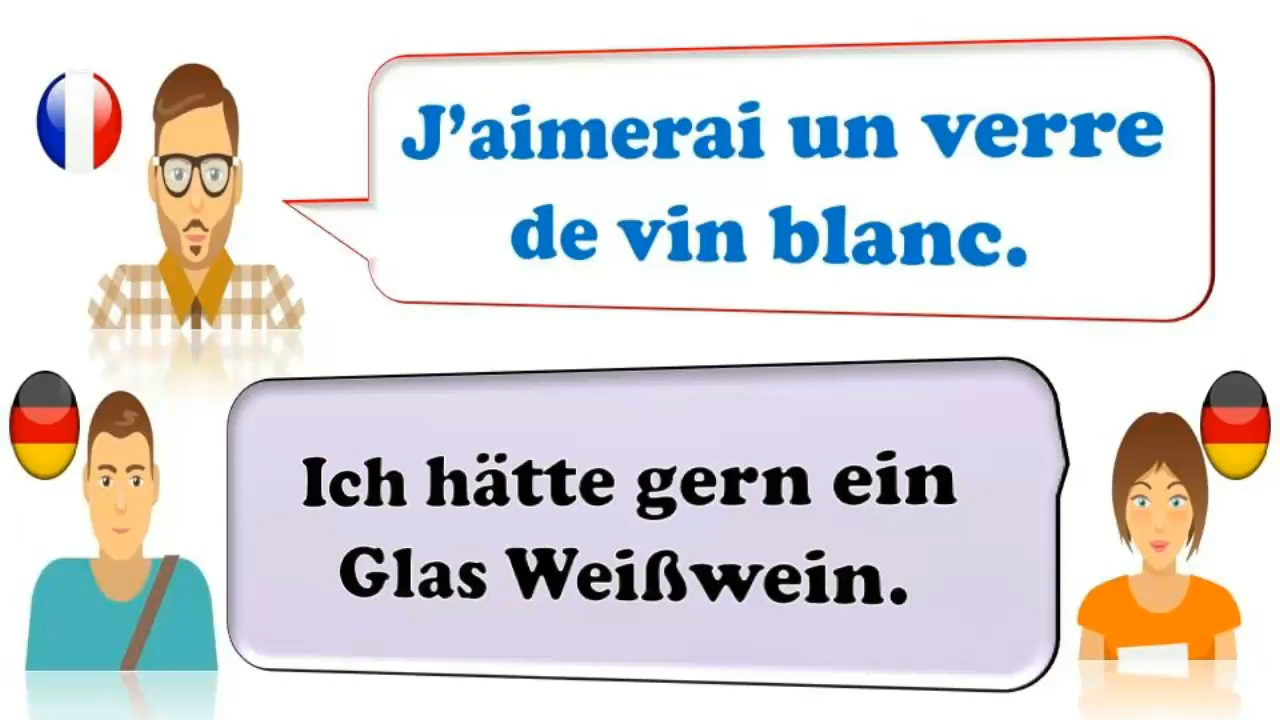 J’aimerai un verre
de vin blanc.
Ich hätte gern ein
Glas Weißwein.